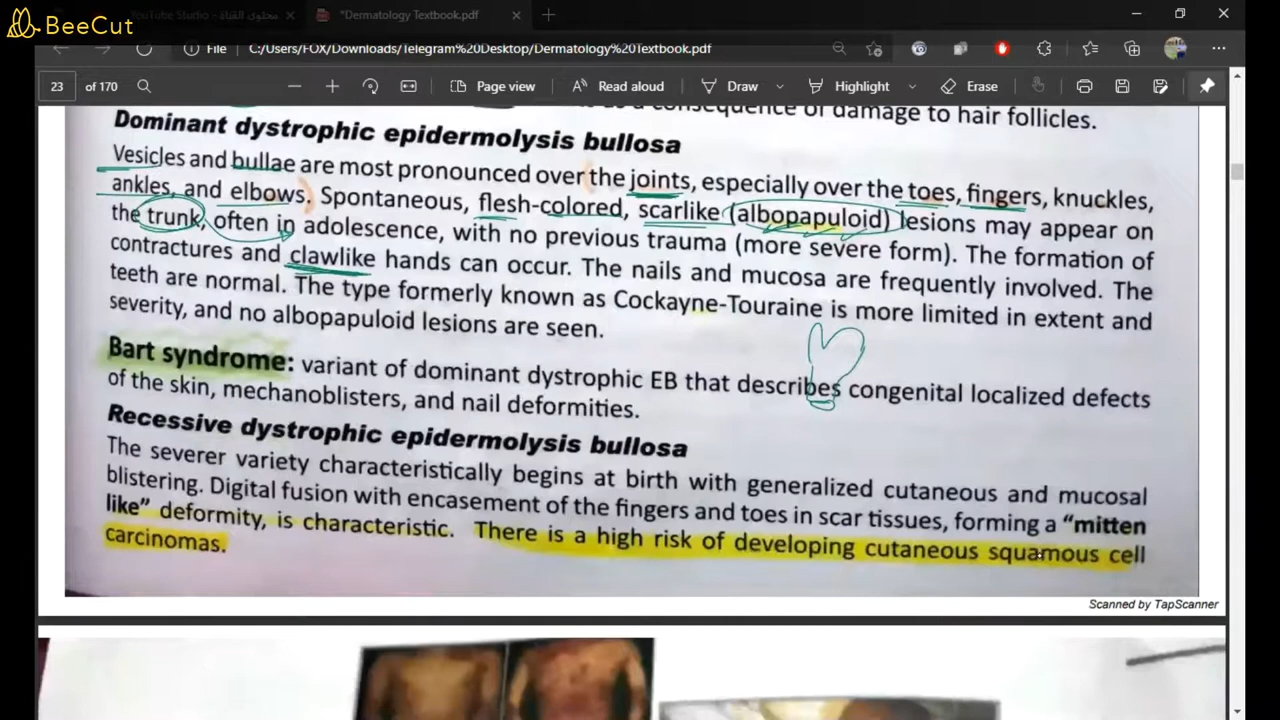 BeeCut
YouTube Studio - محتوى القناة
*Dermatology Textbook.pdf
File C:/Users/FOX/Downloads/Telegram%20Desktop/Dermatology%20Textbook.pdf
23 of 170 Page view Read aloud Draw Highlight Erase
a consequence of damage to hair follicles.
Dominant dystrophic epidermolysis bullosa
Vesicles and bullae are most pronounced over the joints, especially over the toes, fingers, knuckles,
ankles, and elbows. Spontaneous, flesh-colored, scarlike (albopapuloid) lesions may appear on
the trunk, often in adolescence, with no previous trauma (more severe form). The formation of
contractures and clawlike hands can occur. The nails and mucosa are frequently involved. The
teeth are normal. The type formerly known as Cockayne-Touraine is more limited in extent and
severity, and no albopapuloid lesions are seen.
Bart syndrome: variant of dominant dystrophic EB that describes congenital localized defects
of the skin, mechanoblisters, and nail deformities.
Recessive dystrophic epidermolysis bullosa
The severer variety characteristically begins at birth with generalized cutaneous and mucosal
blistering. Digital fusion with encasement of the fingers and toes in scar tissues, forming a “mitten
like” deformity, is characteristic. There is a high risk of developing cutaneous squamous cell
carcinomas.
Scanned by TapScanner